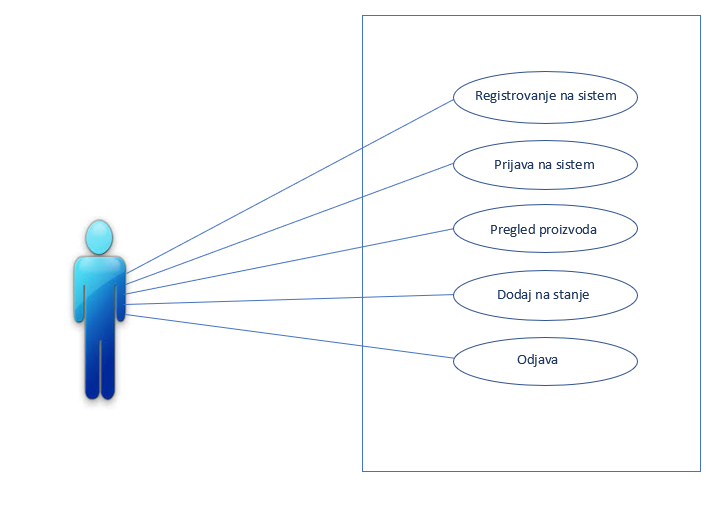 Registrovanje na sistem
Prijava na sistem
Pregled proizvoda
Dodaj na stanje
Odjava